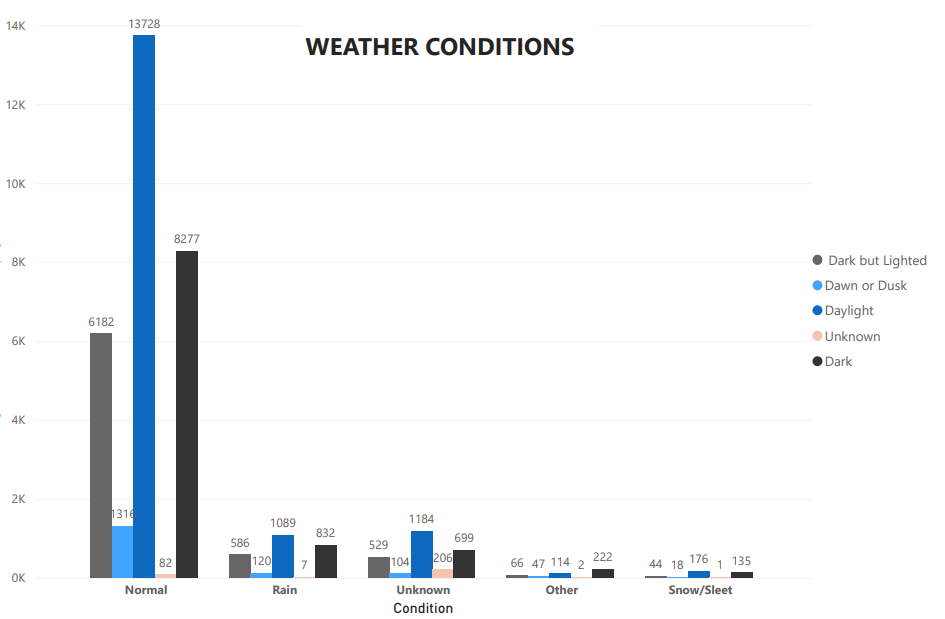 WEATHER CONDITIONS
14K
12K
10K
8K
6K
4K
2K
0K
6182
1316
13728
82
8277
586
120
1089
7
832
529
104
1184
206
699
66
47
114
2
222
44
18
176
1
135
Normal
Rain
Unknown
Other
Snow/Sleet
Condition
Dark but Lighted
Dawn or Dusk
Daylight
Unknown
Dark